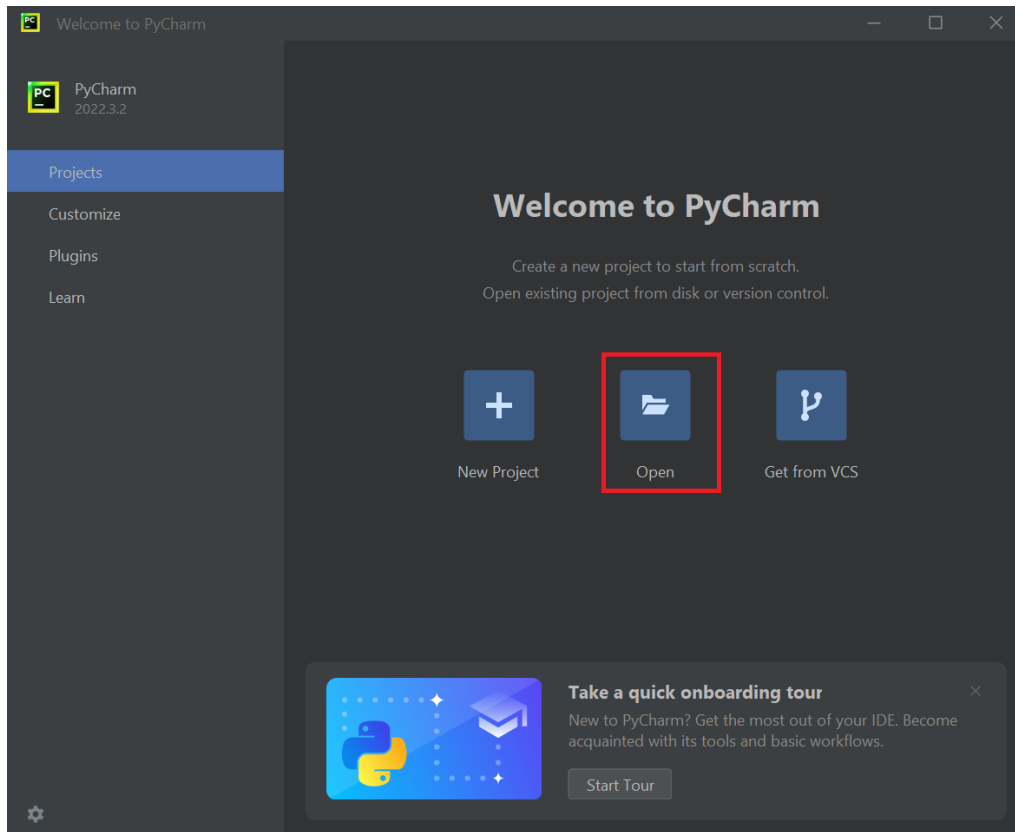 PC
Welcome to PyCharm
PC
PyCharm
2022.3.2
Projects
Customize
Plugins
Learn
Welcome to PyCharm
Create a new project to start from scratch.
Open existing project from disk or version control.
New Project
Open
Get from VCS
Take a quick onboarding tour
New to PyCharm? Get the most out of your IDE. Become
acquainted with its tools and basic workflows.
Start Tour